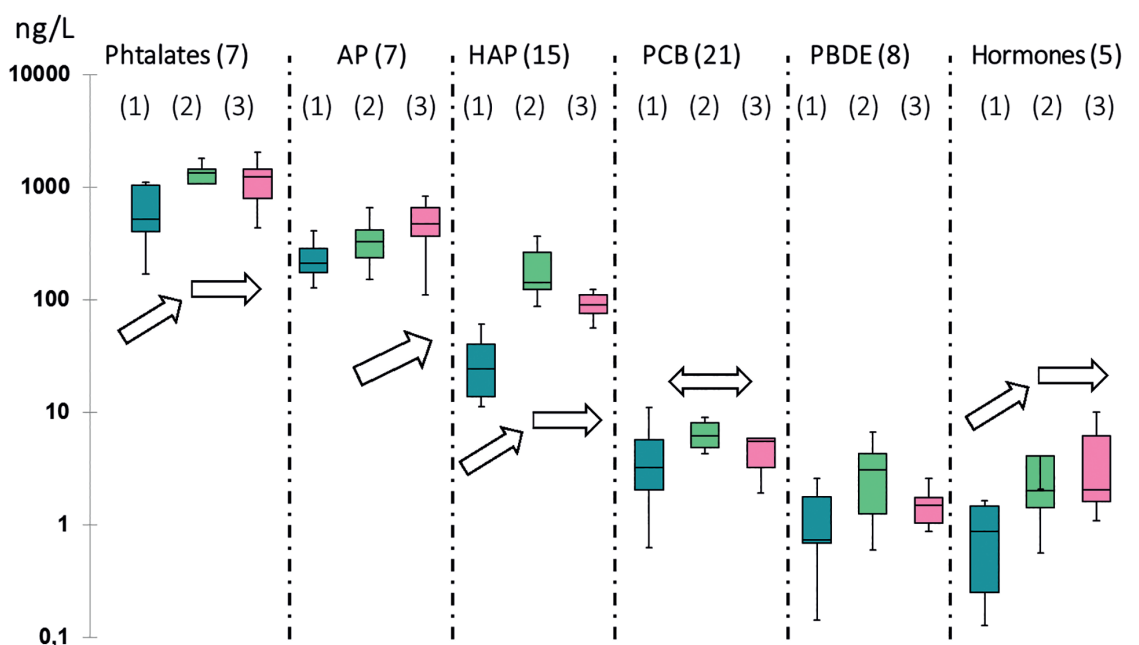 ng/L
Phtalates (7) AP (7) HAP (15) PCB (21) PBDE (8) Hormones (5)
10000
(1) (2) (3) (1) (2) (3) (1) (2) (3) (1) (2) (3) (1) (2) (3) (1) (2) (3)
1000
100
10
1
0,1